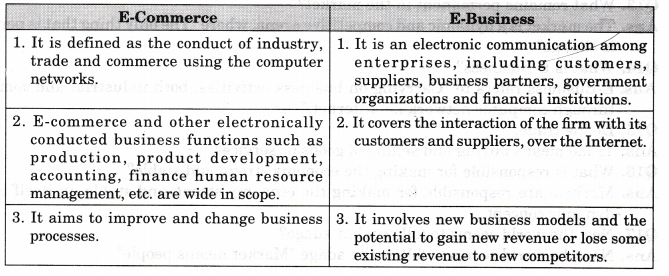 E-Commerce
E-Business
1. It is defined as the conduct of industry,
trade and commerce using the computer
networks.
1. It is an electronic communication among
enterprises, including customers,
suppliers, business partners, government
organizations and financial institutions.
2. E-commerce and other electronically
conducted business functions such as
production, product development,
accounting, finance, human resource
management, etc. are wide in scope.
2. It covers the interaction of the firm with its
customers and suppliers, over the Internet.
3. It aims to improve and change business
processes.
3. It involves new business models and the
potential to gain new revenue or lose some
existing revenue to new competitors.